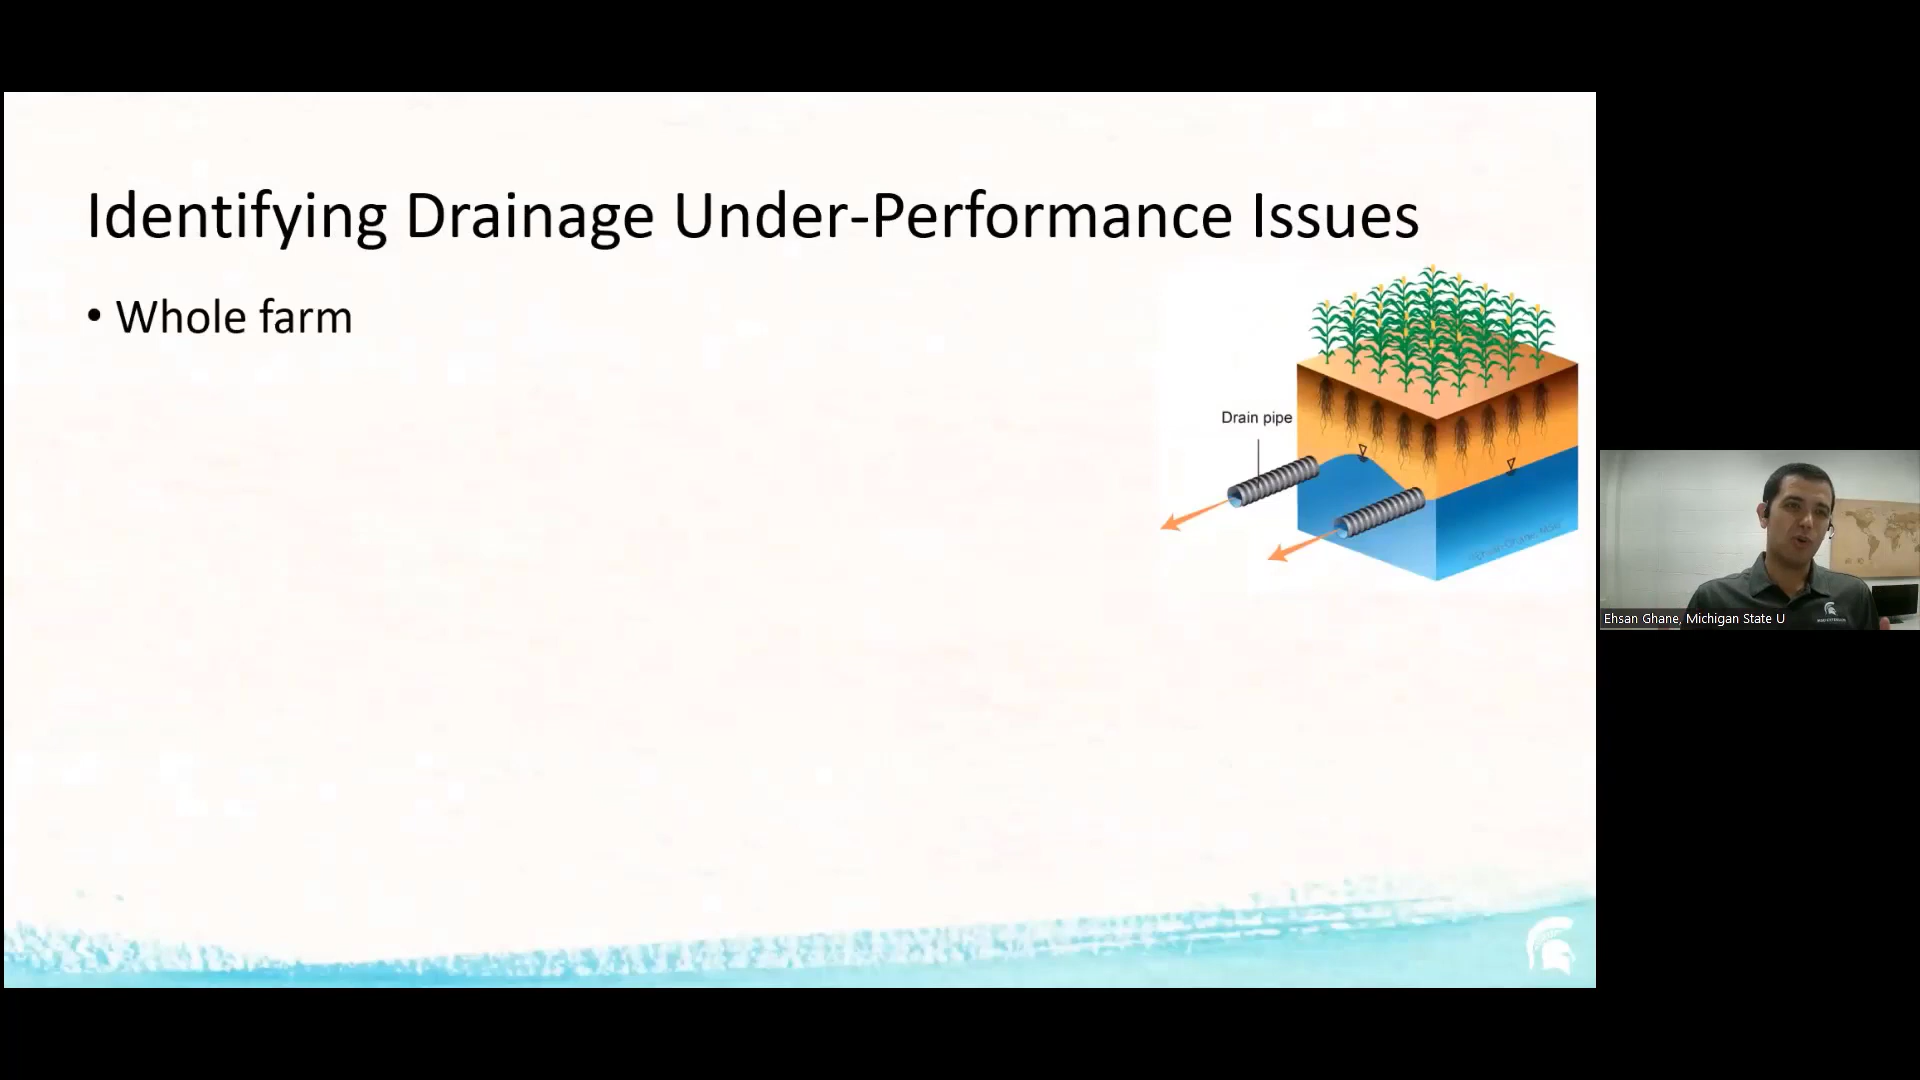 Identifying Drainage Under-Performance Issues
• Whole farm
Drain pipe
Ehsan Ghane, Michigan State U